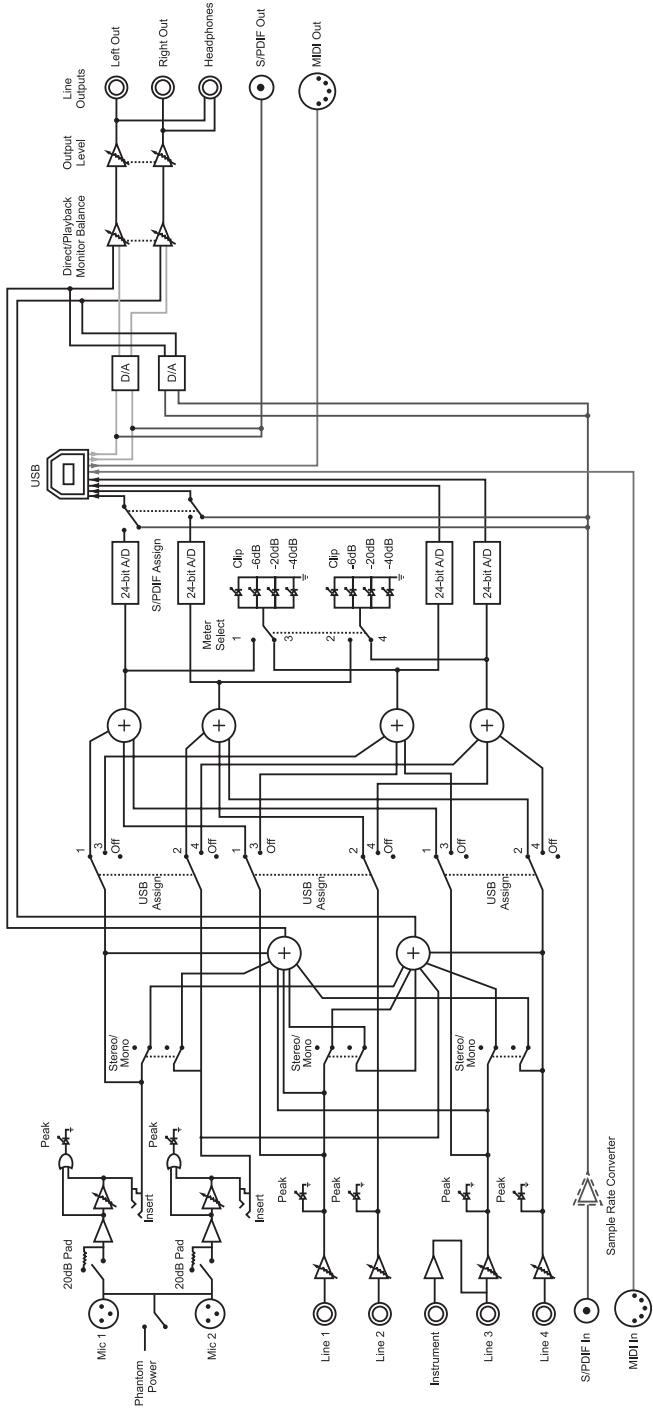 Phantom
Power
Mic 1
Mic 2
20dB Pad
20dB Pad
Peak
Insert
Peak
Insert
Line 1
Line 2
Instrument
Line 3
Line 4
S/PDIF In
MIDI In
Peak
Peak
Peak
Peak
Sample Rate Converter
Stereo/
Mono
Stereo/
Mono
Stereo/
Mono
+
+
USB
Assign
1
3
Off
2
4
Off
USB
Assign
1
3
Off
2
4
Off
USB
Assign
1
3
Off
2
4
Off
+
+
+
+
Meter
Select
1
3
2
4
Clip
-6dB
-20dB
-40dB
Clip
-6dB
-20dB
-40dB
24-bit A/D
S/PDIF Assign
24-bit A/D
24-bit A/D
24-bit A/D
USB
D/A
D/A
Direct/Playback
Monitor Balance
Output
Level
Line
Outputs
Left Out
Right Out
Headphones
S/PDIF Out
MIDI Out